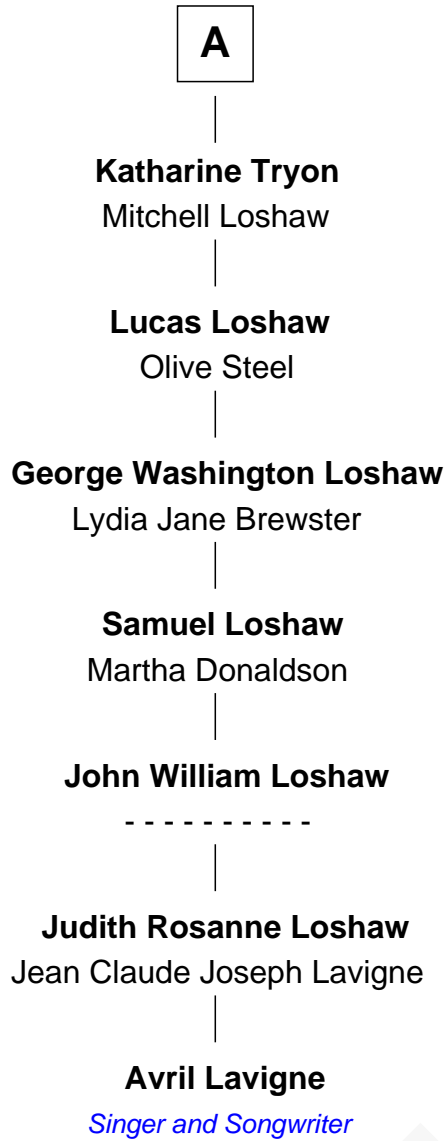 A
Katharine Tryon
Mitchell Loshaw
Lucas Loshaw
Olive Steel
George Washington Loshaw
Lydia Jane Brewster
Samuel Loshaw
Martha Donaldson
John William Loshaw
- - - - - - - - - -
Judith Rosanne Loshaw
Jean Claude Joseph Lavigne
Avril Lavigne
Singer and Songwriter